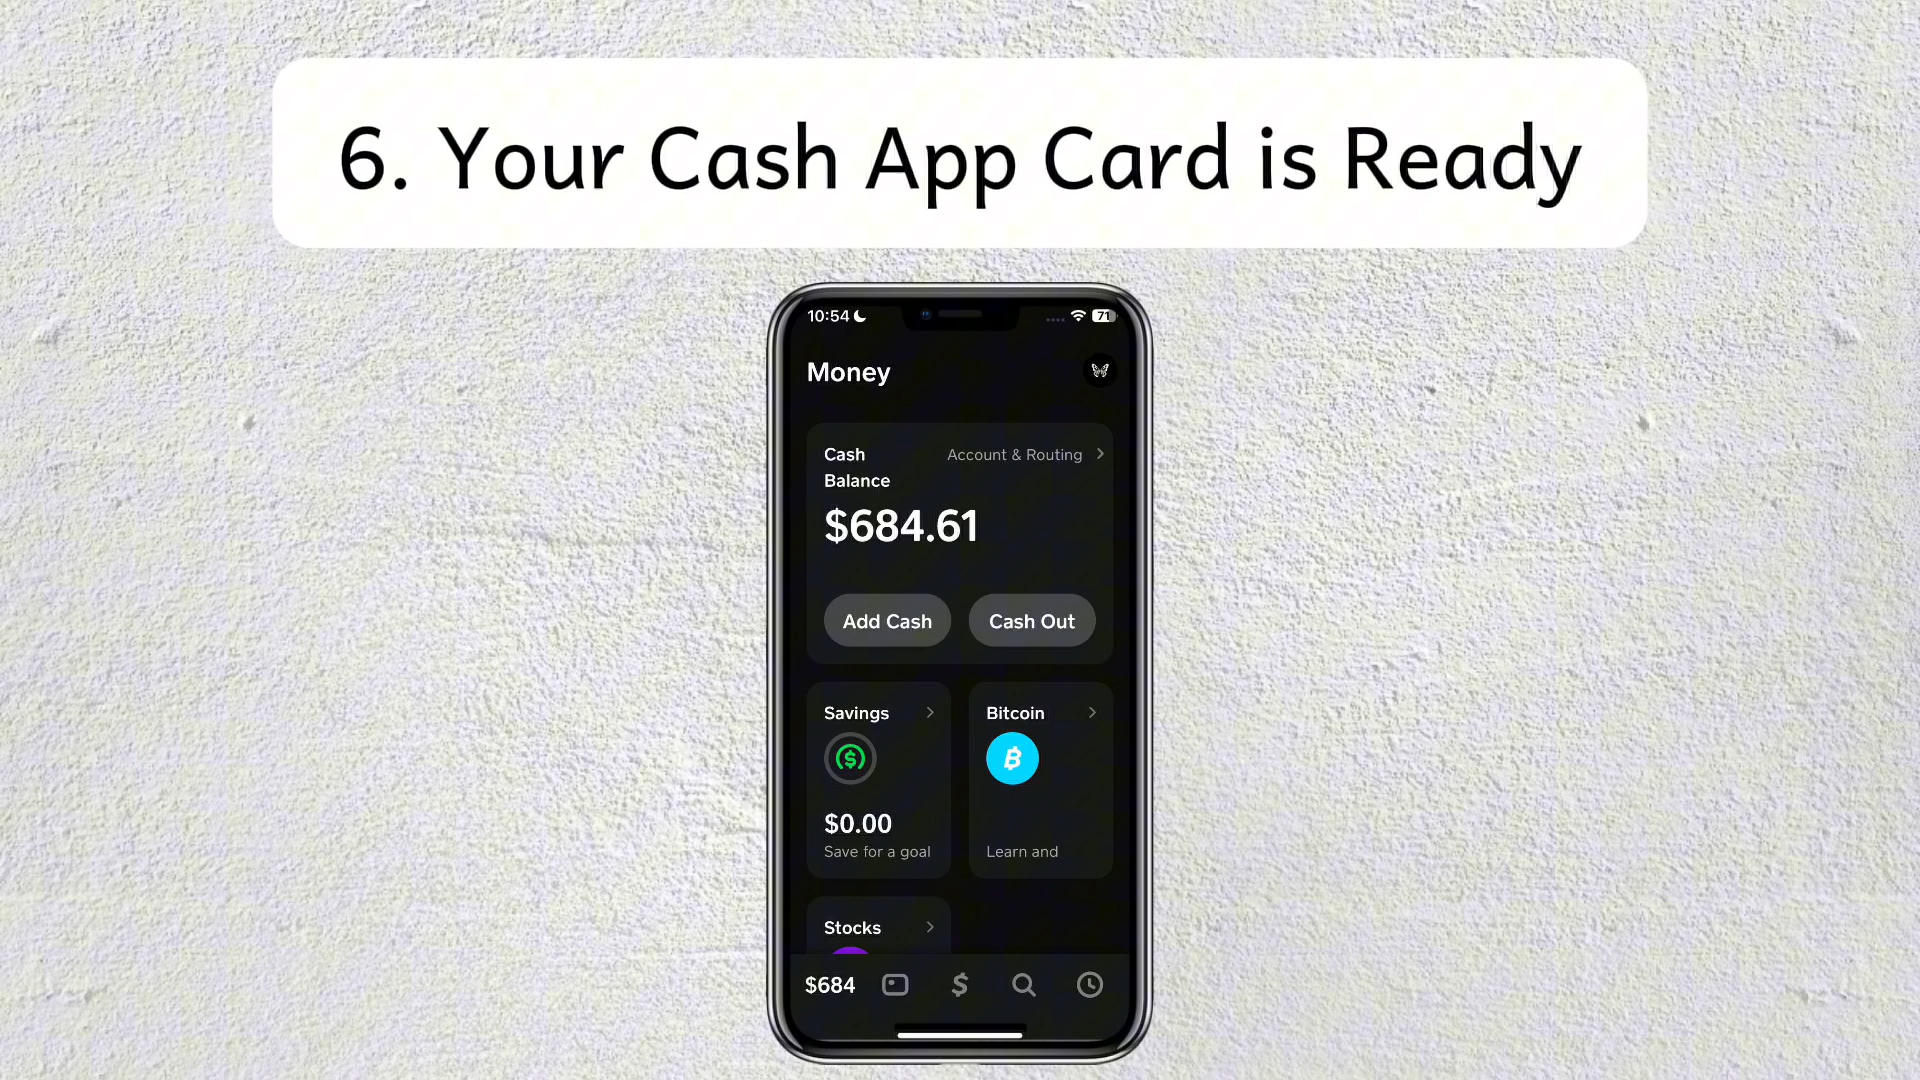 6. Your Cash App Card is Ready
10:54
71
Money
Cash Account & Routing
Balance
$684.61
Add Cash Cash Out
Savings Bitcoin
$0.00
Save for a goal Learn and
Stocks
$684